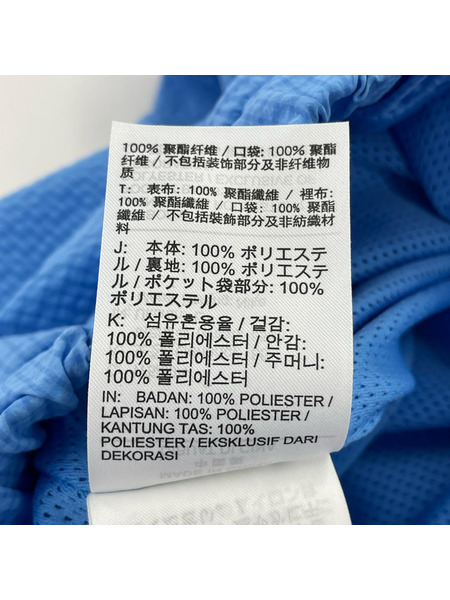 100% 聚酯纤维 / 口袋: 100% 聚酯
纤维 / 不包括装饰部分及非纤维物
质
T: 表布: 100% 聚酯纖維 / 裡布:
100% 聚酯纖維 / 口袋: 100% 聚酯
纖維 / 不包括裝飾部分及非紡織材
料
J: 本体: 100% ポリエステ
ル / 裏地: 100% ポリエステ
ル / ポケット袋部分: 100%
ポリエステル
K: 섬유혼용율 / 겉감:
100% 폴리에스터 / 안감:
100% 폴리에스터 / 주머니:
100% 폴리에스터
IN: BADAN: 100% POLIESTER /
LAPISAN: 100% POLIESTER /
KANTUNG TAS: 100%
POLIESTER / EKSKLUSIF DARI
DEKORASI